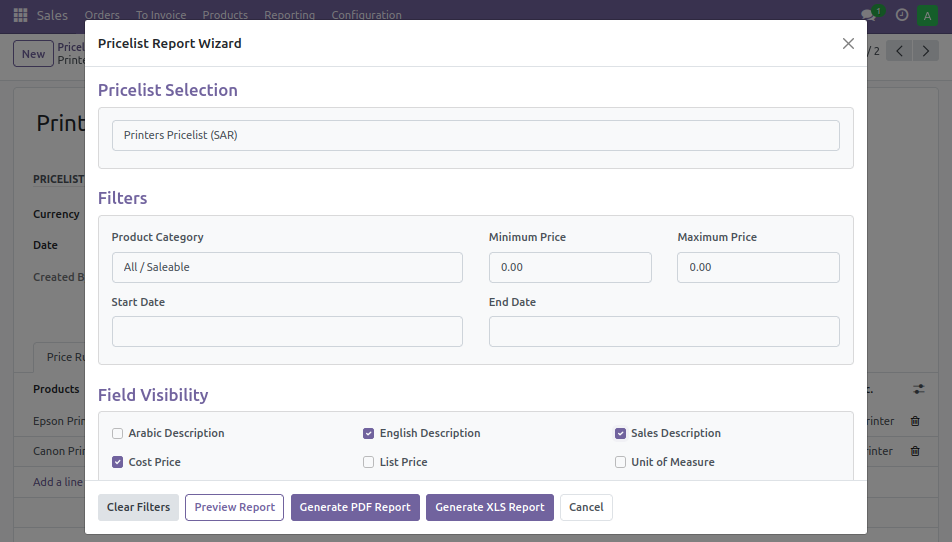 Sales Orders To Invoice Products Reporting Configuration 1 A
New Pricel
Printe
/ 2
Pricelist Report Wizard
Print
PRICELIST
Currency
Date
Created B
Price Ru
Products
Epson Prin
rinter
Canon Prin
inter
Add a line
Pricelist Selection
Printers Pricelist (SAR)
Filters
Product Category Minimum Price Maximum Price
All / Saleable 0.00 0.00
Start Date End Date
Field Visibility
Arabic Description English Description Sales Description
Cost Price List Price Unit of Measure
Clear Filters Preview Report Generate PDF Report Generate XLS Report Cancel